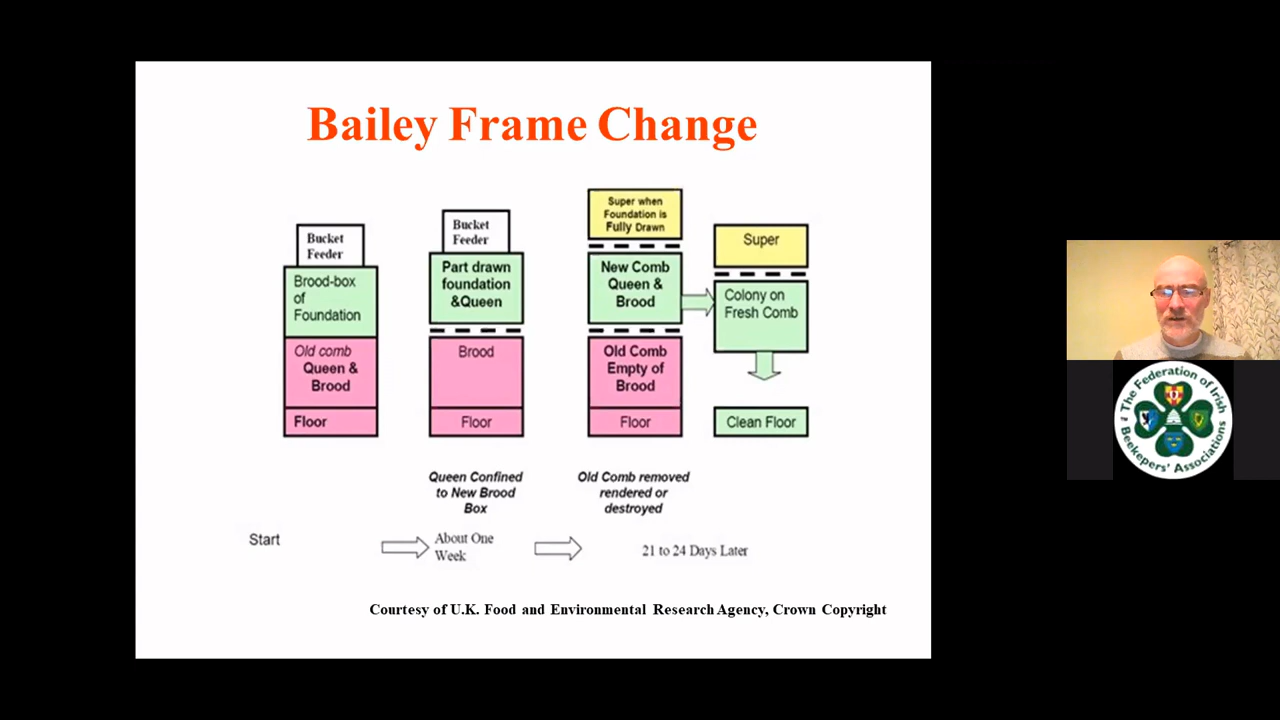 Bailey Frame Change
Bucket
Feeder
Brood-box
of
Foundation
Old comb
Queen &
Brood
Floor
Bucket
Feeder
Part drawn
foundation
&Queen
Brood
Floor
Super when
Foundation is
Fully Drawn
New Comb
Queen &
Brood
Old Comb
Empty of
Brood
Floor
Super
Colony on
Fresh Comb
Clean Floor
Queen Confined
to New Brood
Box
Old Comb removed
rendered or
destroyed
Start
About One
Week
21 to 24 Days Later
Courtesy of U.K. Food and Environmental Research Agency, Crown Copyright
The Federation of Irish
Beekepers' Associations